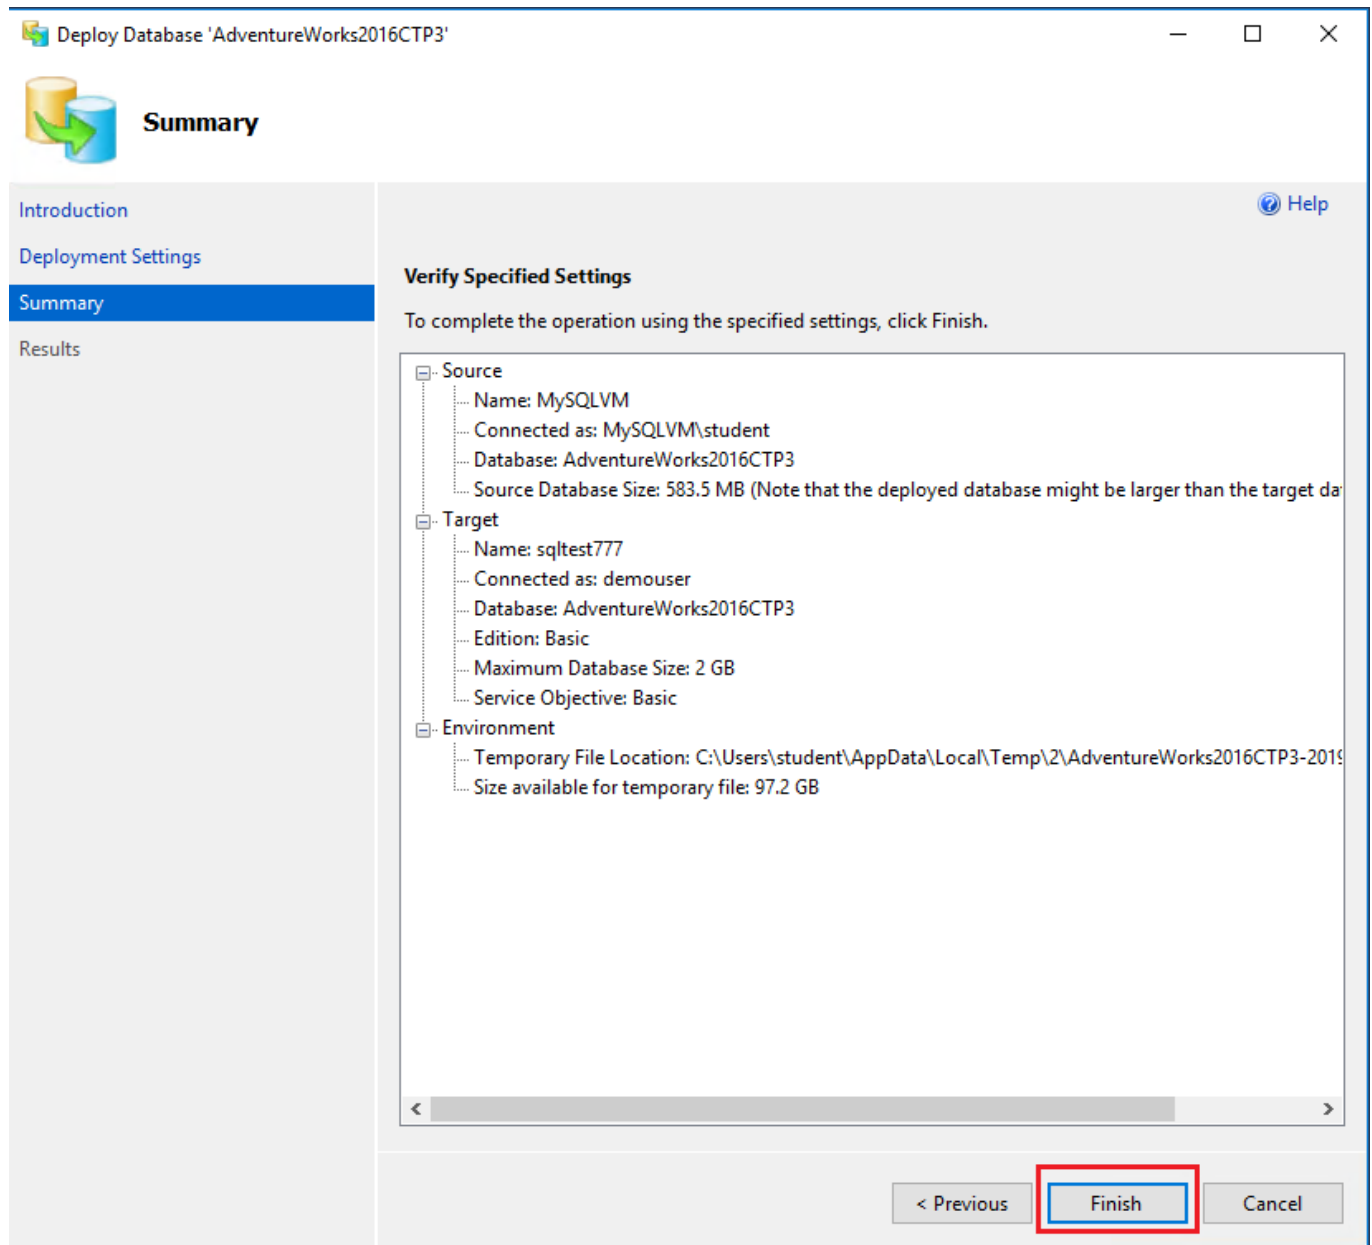 Deploy Database 'AdventureWorks2016CTP3'
Summary
Introduction
Deployment Settings
Summary
Results
Help
Verify Specified Settings
To complete the operation using the specified settings, click Finish.
Source
Name: MySQLVM
Connected as: MySQLVM\student
Database: AdventureWorks2016CTP3
Source Database Size: 583.5 MB (Note that the deployed database might be larger than the target
Target
Name: sqltest777
Connected as: demouser
Database: AdventureWorks2016CTP3
Edition: Basic
Maximum Database Size: 2 GB
Service Objective: Basic
Environment
Temporary File Location: C:\Users\student\AppData\Local\Temp\2\AdventureWorks2016CTP3-201
Size available for temporary file: 97.2 GB
< Previous
Finish
Cancel